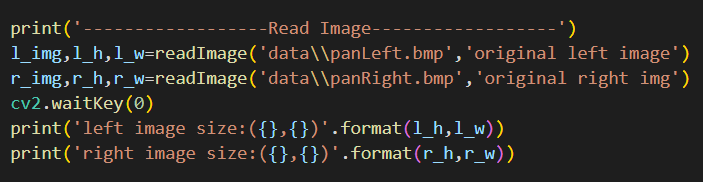 print('------------------Read Image------------------')
l_img,l_h,l_w=readImage('data\\panLeft.bmp','original left image')
r_img,r_h,r_w=readImage('data\\panRight.bmp','original right img')
cv2.waitKey(0)
print('left image size:({},{})'.format(l_h,l_w))
print('right image size:({},{})'.format(r_h,r_w))